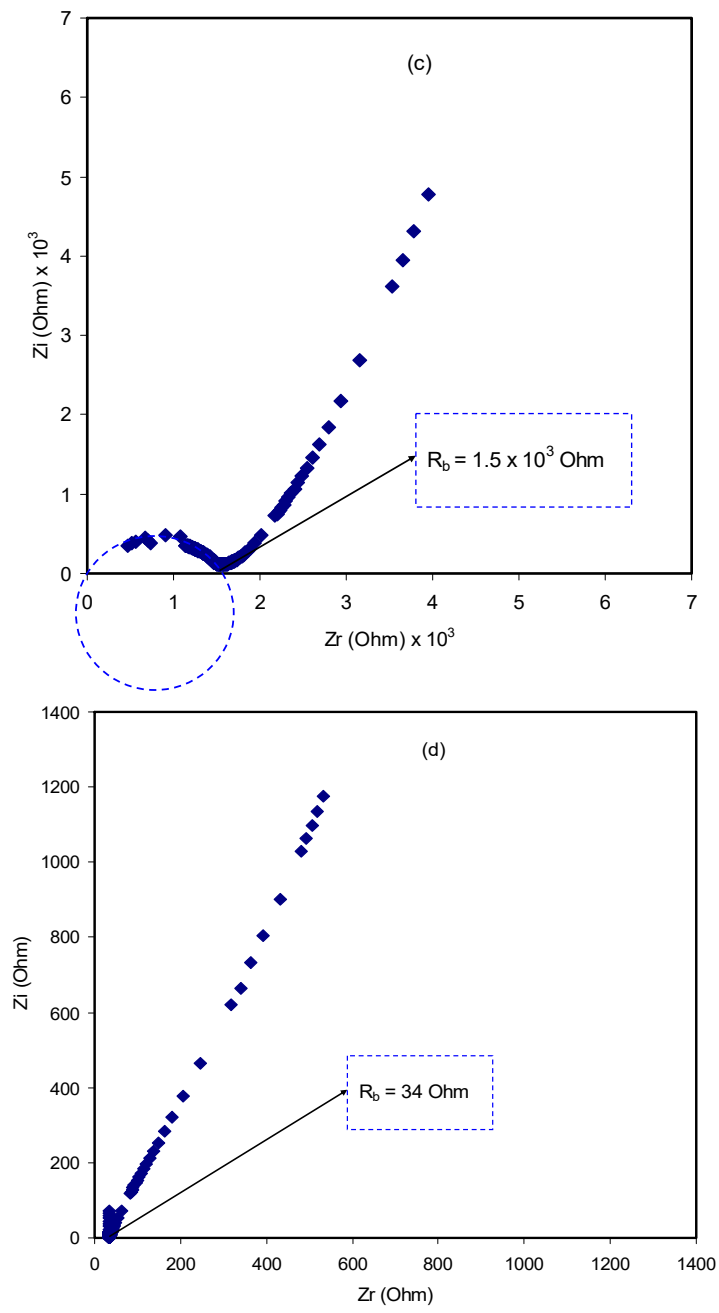 (c)
7
6
5
4
3
2
1
0
Zi (Ohm) x 10³
R_b = 1.5 x 10³ Ohm
0 1 2 3 4 5 6 7
Zr (Ohm) x 10³
(d)
1400
1200
1000
800
600
400
200
0
Zi (Ohm)
R_b = 34 Ohm
0 200 400 600 800 1000 1200 1400
Zr (Ohm)